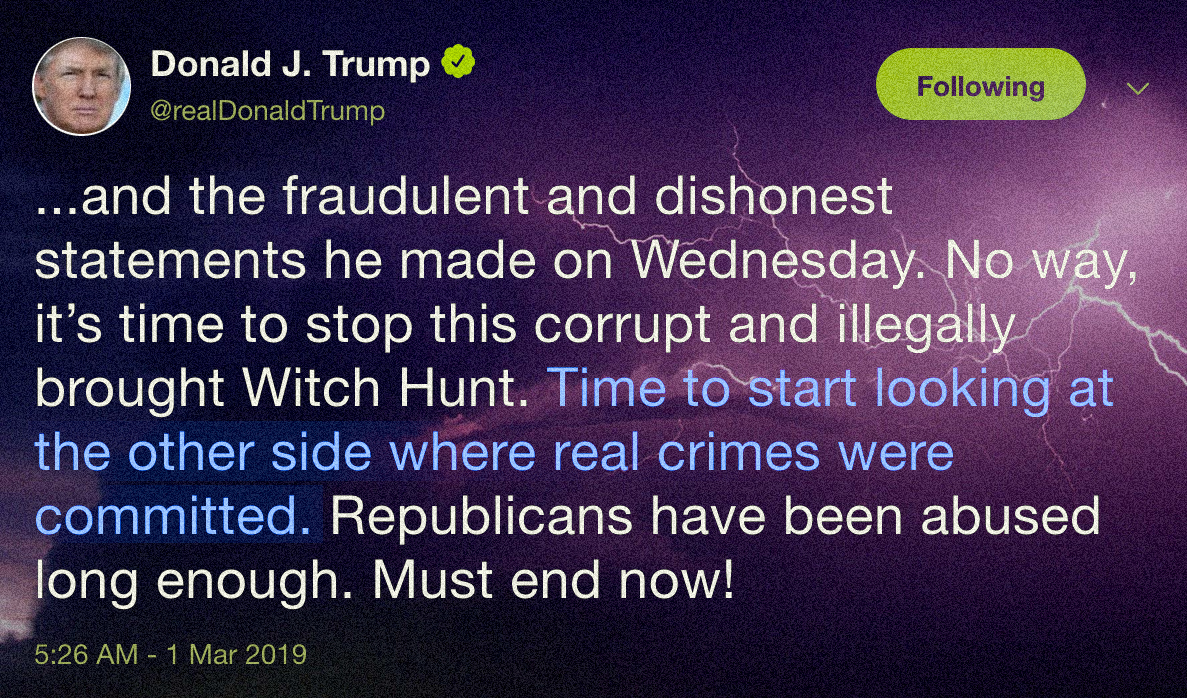 Donald J. Trump
@realDonaldTrump
Following
...and the fraudulent and dishonest
statements he made on Wednesday. No way,
it’s time to stop this corrupt and illegally
brought Witch Hunt. Time to start looking at
the other side where real crimes were
committed. Republicans have been abused
long enough. Must end now!
5:26 AM - 1 Mar 2019